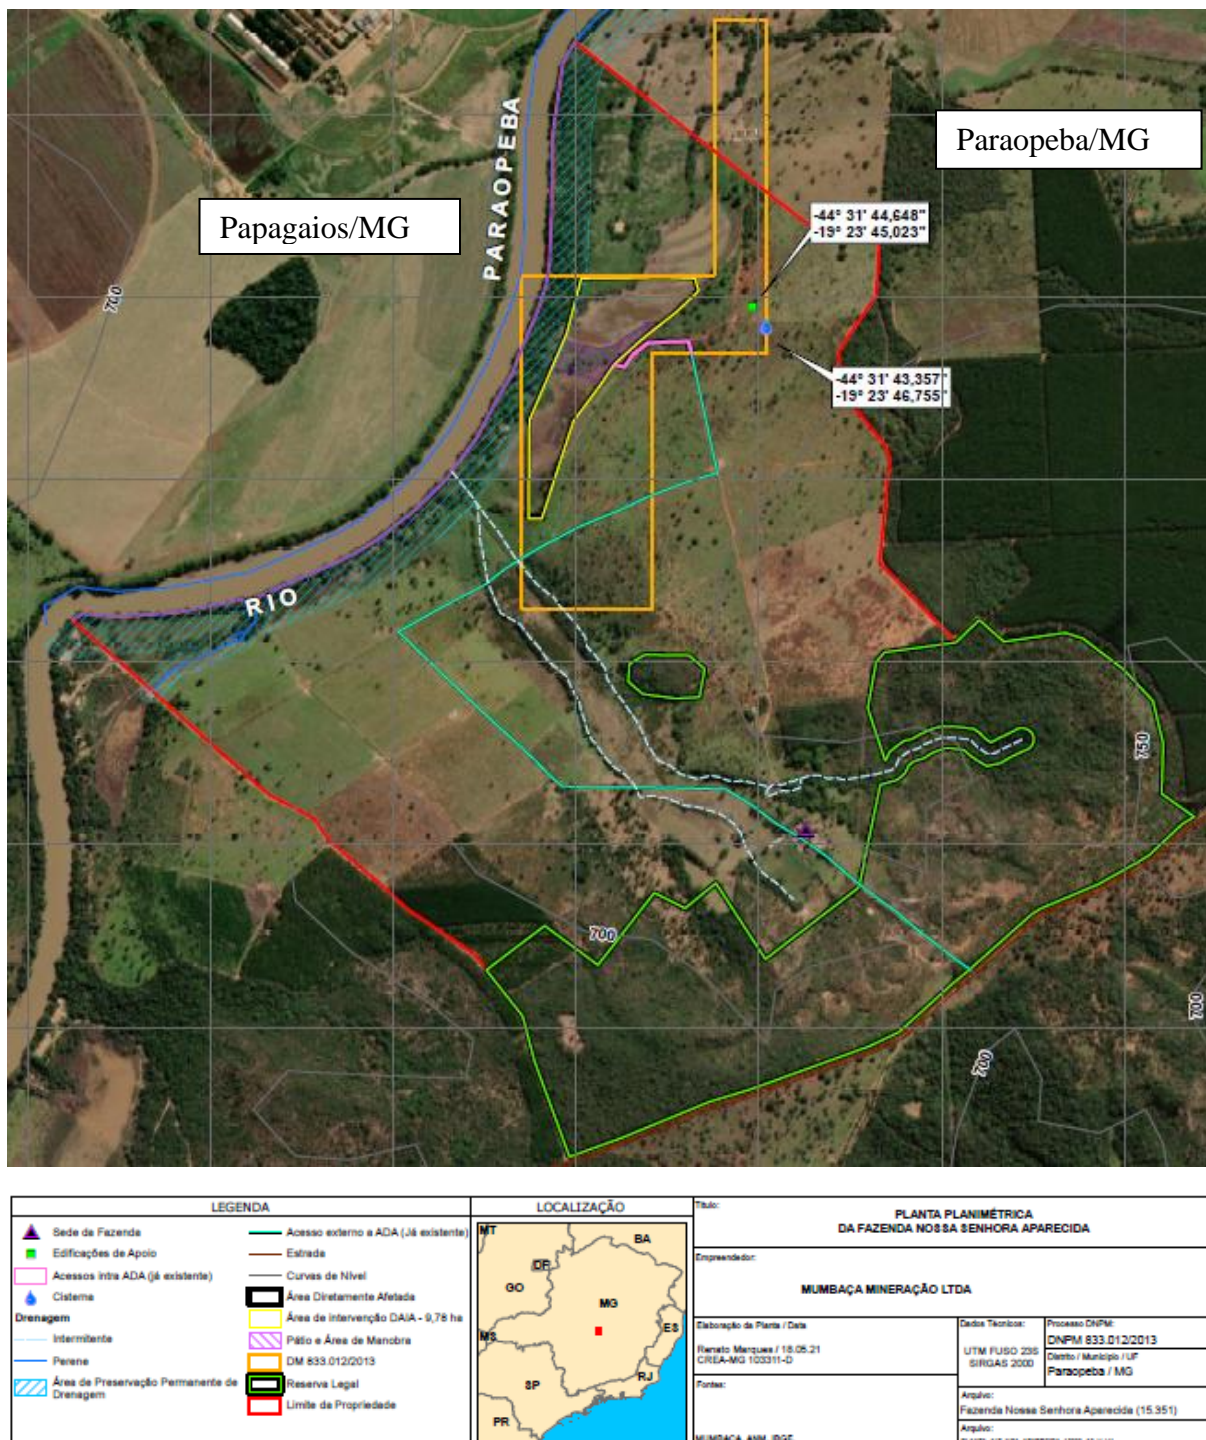 Paraopeba/MG
Papagaios/MG
PARAOPEBA
RIO
-44° 31' 44,648"
-19° 23' 45,023"
-44° 31' 43,357"
-19° 23' 46,755"
700
750
700
700
700
LEGENDA
Sede da Fazenda
Edificações de Apoio
Acessos intra ADA (já existente)
Cisterna
Drenagem
Intermitente
Perene
Área de Preservação Permanente de
Drenagem
Acesso externo a ADA (Já existente)
Estrada
Curvas de Nível
Área Diretamente Afetada
Área de Intervenção DAIA - 9,78 ha
Pátio e Área de Manobra
DM 833.012/2013
Reserva Legal
Limite da Propriedade
LOCALIZAÇÃO
MT
BA
DF
GO
MG
ES
MS
SP
RJ
PR
Título:
PLANTA PLANIMÉTRICA
DA FAZENDA NOSSA SENHORA APARECIDA
Empreendedor:
MUMBAÇA MINERAÇÃO LTDA
Elaboração da Planta / Data
Renato Marques / 18.05.21
CREA-MG 103311-D
Dados Técnicos:
UTM FUSO 23S
SIRGAS 2000
Processo DNPM:
DNPM 833.012/2013
Distrito / Município / UF
Paraopeba / MG
Fontes:
MUMBAÇA, ANM, IBGE
Arquivo:
Fazenda Nossa Senhora Aparecida (15.351)
Arquivo: